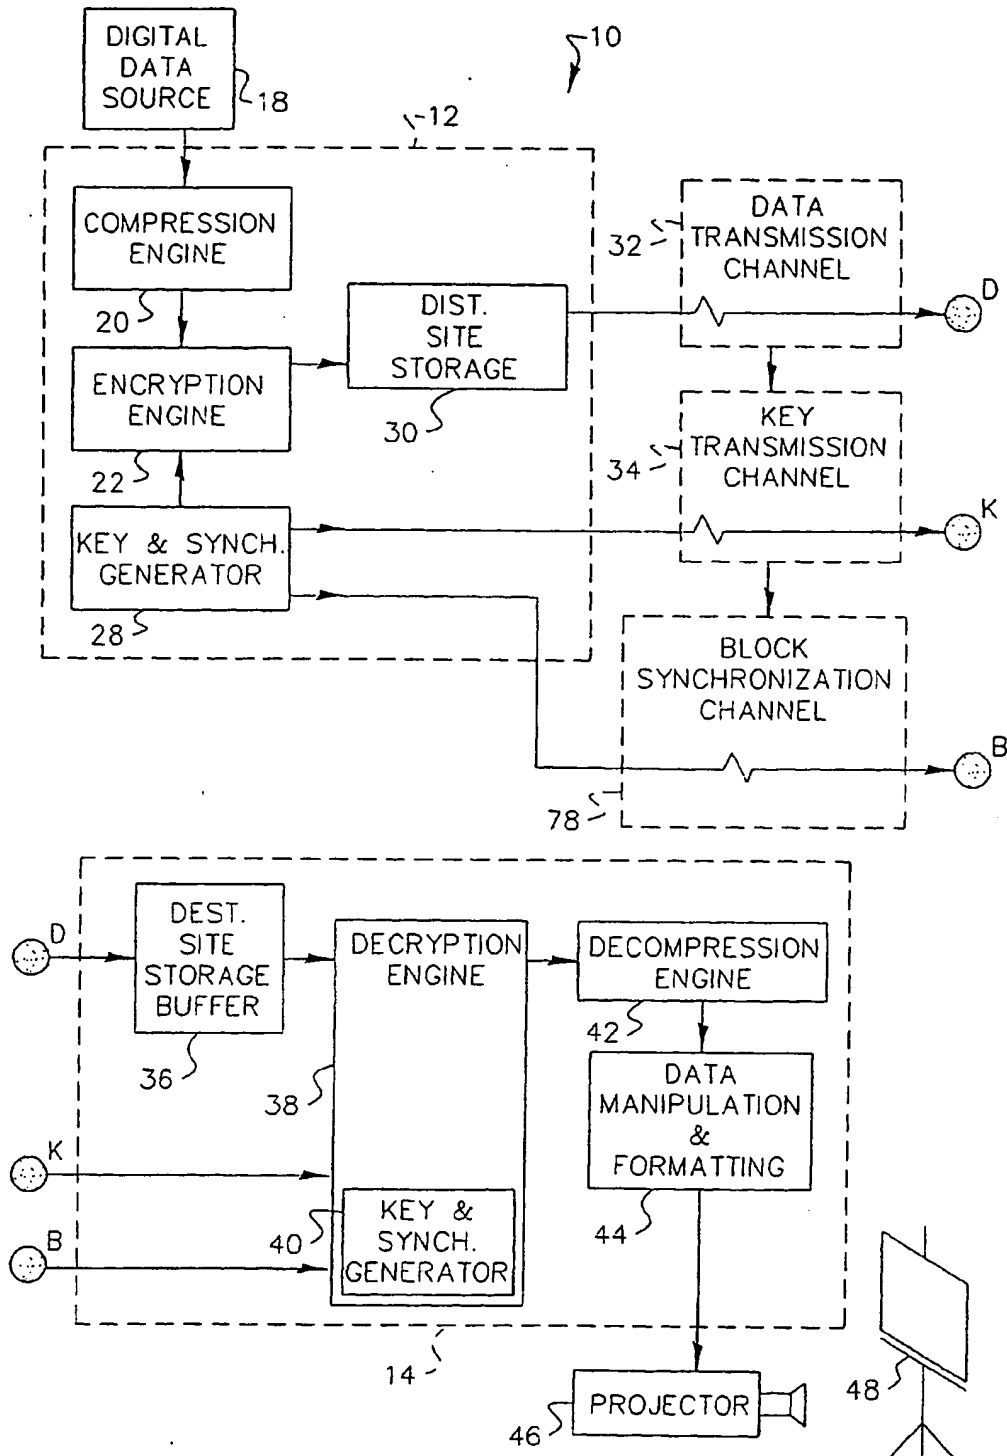 DIGITAL
DATA
SOURCE
18
10
12
COMPRESSION
ENGINE
20
ENCRYPTION
ENGINE
22
KEY & SYNCH.
GENERATOR
28
DIST.
SITE
STORAGE
30
DATA
TRANSMISSION
CHANNEL
32
D
KEY
TRANSMISSION
CHANNEL
34
K
BLOCK
SYNCHRONIZATION
CHANNEL
78
B
D
DEST.
SITE
STORAGE
BUFFER
36
DECRYPTION
ENGINE
38
K
B
KEY &
SYNCH.
GENERATOR
40
DECOMPRESSION
ENGINE
42
DATA
MANIPULATION
&
FORMATTING
44
14
PROJECTOR
46
48